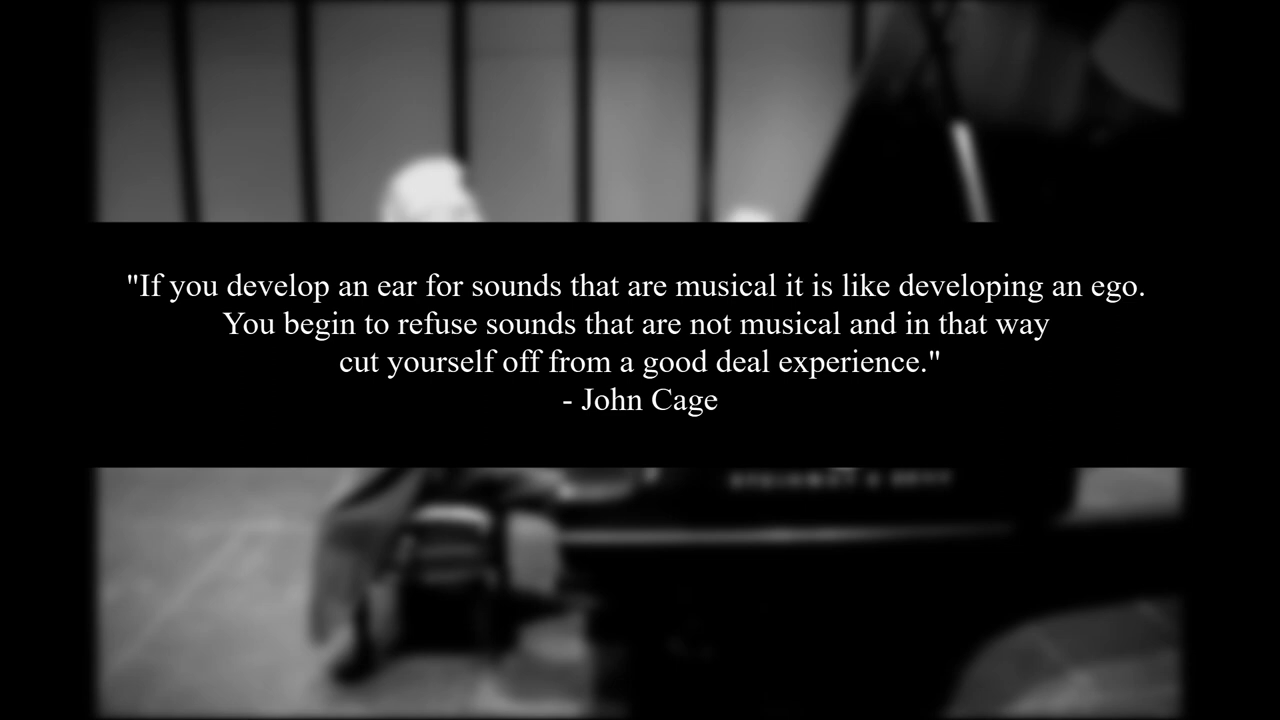 "If you develop an ear for sounds that are musical it is like developing an ego.
You begin to refuse sounds that are not musical and in that way
cut yourself off from a good deal experience."
- John Cage